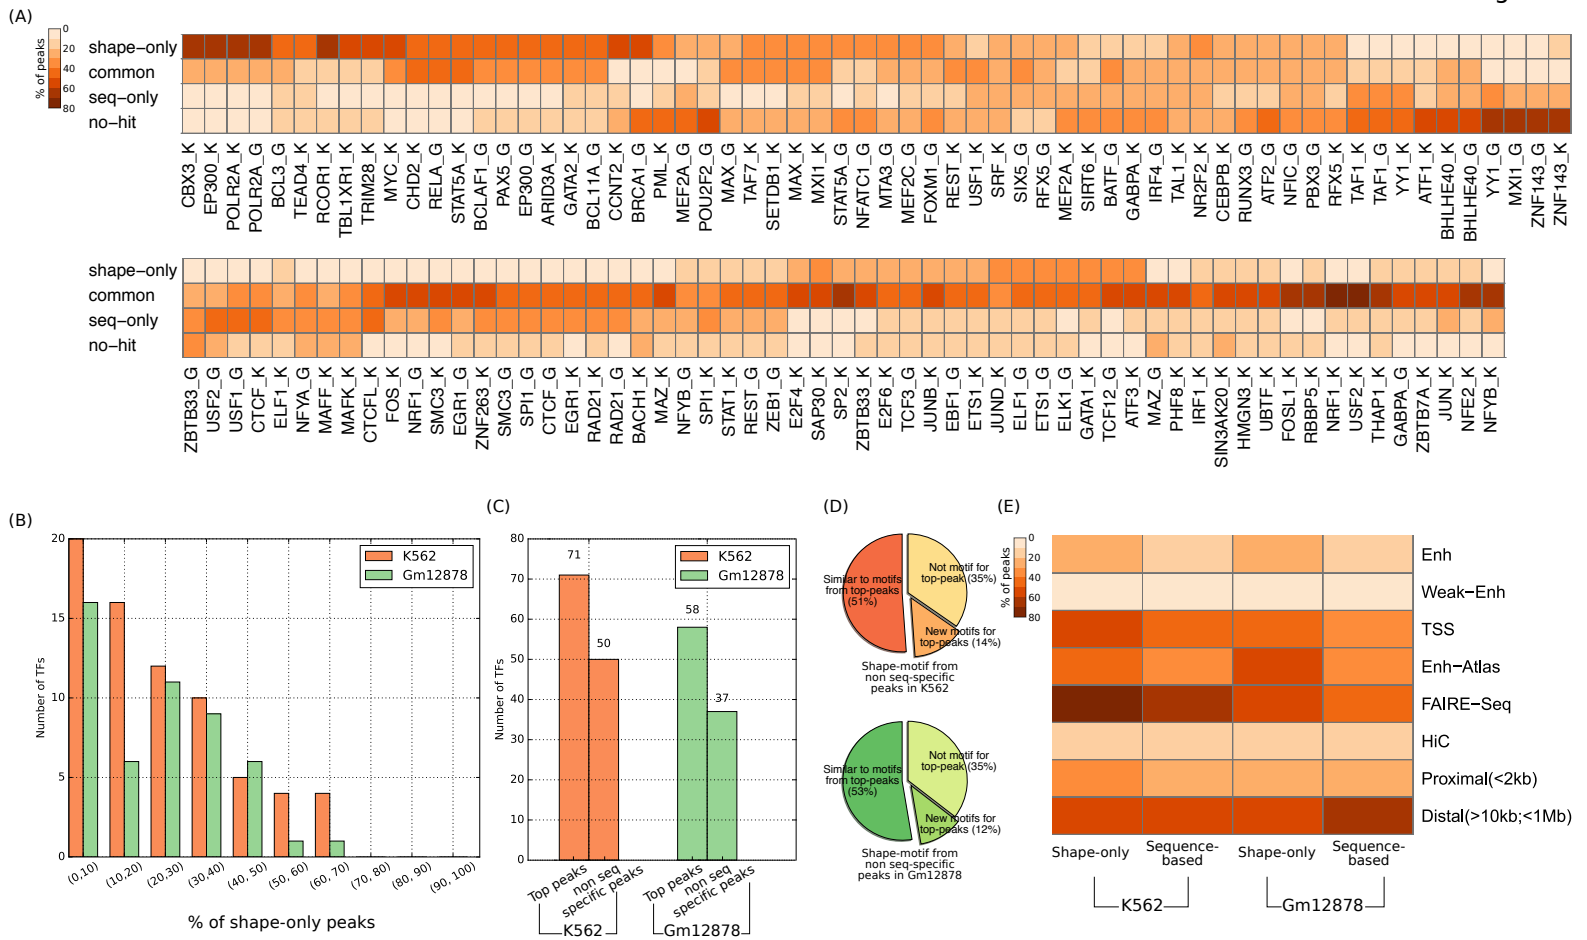 (A)
0
20
40
60
80
% of peaks
shape-only
common
seq-only
no-hit
CBX3_K
EP300_K
POLR2A_K
POLR2A_G
BCL3_G
TEAD4_K
RCOR1_K
TBL1XR1_K
TRIM28_K
MYC_K
CHD2_K
RELA_G
STAT5A_K
BCLAF1_G
PAX5_G
EP300_G
ARID3A_K
GATA2_K
BCL11A_G
CCNT2_K
BRCA1_G
PML_K
MEF2A_G
POU2F2_G
MAX_G
TAF7_K
SETDB1_K
MAX_K
MXI1_K
STAT5A_G
NFATC1_G
MTA3_G
MEF2C_G
FOXM1_G
REST_K
USF1_K
SRF_K
SIX5_G
RFX5_G
MEF2A_K
SIRT6_K
BATF_G
GABPA_K
IRF4_G
TAL1_K
NR2F2_K
CEBPB_K
RUNX3_G
ATF2_G
NFIC_G
PBX3_G
RFX5_K
TAF1_K
TAF1_G
YY1_K
ATF1_K
BHLHE40_K
BHLHE40_G
YY1_G
MXI1_G
ZNF143_G
ZNF143_K
shape-only
common
seq-only
no-hit
ZBTB33_G
USF2_G
USF1_G
CTCF_K
ELF1_K
NFYA_G
MAFF_K
MAFK_K
CTCFL_K
FOS_K
NRF1_G
SMC3_K
EGR1_G
ZNF263_K
SMC3_G
SPI1_G
CTCF_G
EGR1_K
RAD21_K
RAD21_G
BACH1_K
MAZ_K
NFYB_G
SPI1_K
STAT1_K
REST_G
ZEB1_G
E2F4_K
SAP30_K
SP2_K
ZBTB33_K
E2F6_K
TCF3_G
JUNB_K
EBF1_G
ETS1_K
JUND_K
ELF1_G
ETS1_G
ELK1_G
GATA1_K
TCF12_G
ATF3_K
MAZ_G
PHF8_K
IRF1_K
SIN3AK20_K
HMGN3_K
UBTF_K
FOSL1_K
RBBP5_K
NRF1_K
USF2_K
THAP1_K
GABPA_G
ZBTB7A_K
JUN_K
NFE2_K
NFYB_K
(B)
20
15
10
5
0
Number of TFs
K562
Gm12878
(0,10)
(10,20)
(20,30)
(30,40)
(40, 50)
(50, 60)
(60, 70)
(70, 80)
(80, 90)
(90, 100)
% of shape-only peaks
(C)
80
70
60
50
40
30
20
10
0
Number of TFs
K562
Gm12878
71
50
58
37
Top peaks
non seq
specific peaks
Top peaks
non seq
specific peaks
K562
Gm12878
(D)
Similar to motifs
from top-peaks
(51%)
Not motif for
top-peak (35%)
New motifs for
top-peaks (14%)
Shape-motif from
non seq-specific
peaks in K562
Similar to motifs
from top-peaks
(53%)
Not motif for
top-peak (35%)
New motifs for
top-peaks (12%)
Shape-motif from
non seq-specific
peaks in Gm12878
(E)
0
20
40
60
80
% of peaks
Enh
Weak-Enh
TSS
Enh-Atlas
FAIRE-Seq
HiC
Proximal(<2kb)
Distal(>10kb;<1Mb)
Shape-only
Sequence-
based
Shape-only
Sequence-
based
K562
Gm12878